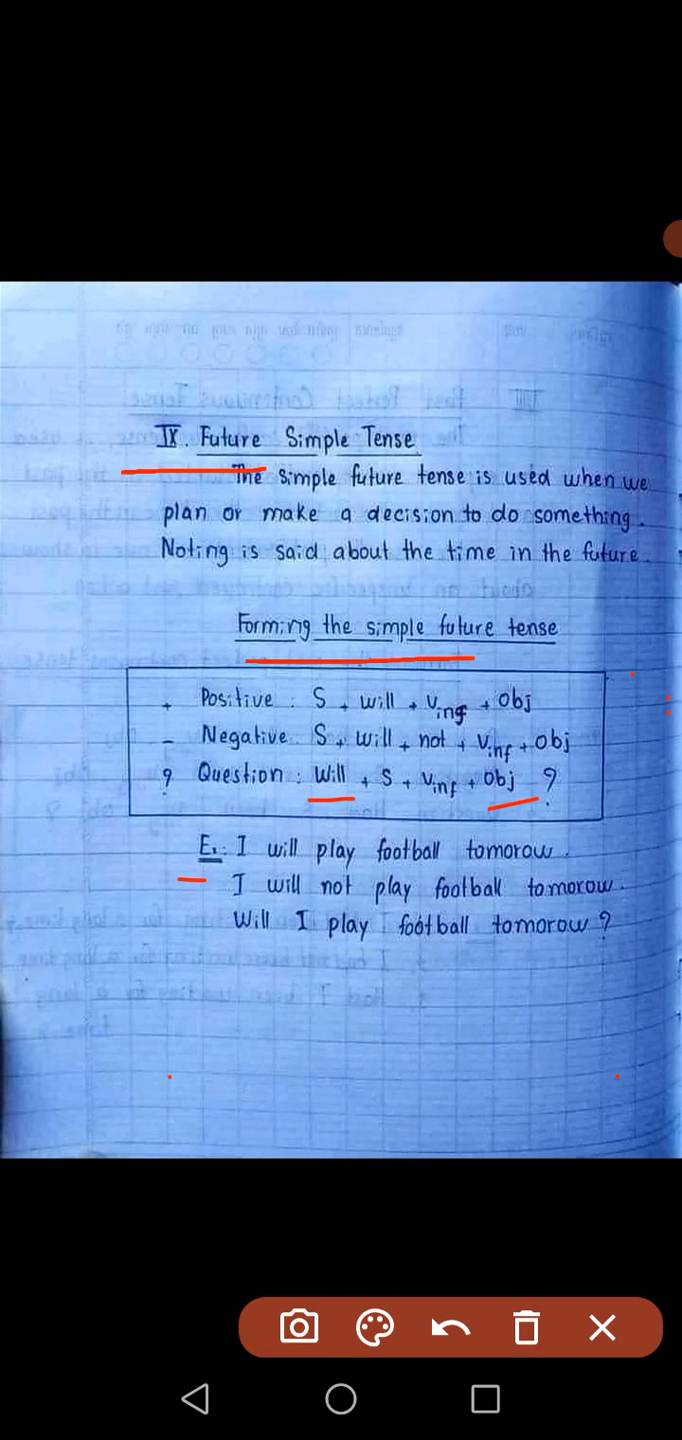 IX. Future Simple Tense
The simple future tense is used when we
plan or make a decision to do something.
Noting is said about the time in the future.
Forming the simple future tense
+ Positive : S + will + Vinf + obj
- Negative : S + will + not + Vinf + obj
? Question : Will + S + Vinf + obj ?
Ex: I will play football tomorow.
I will not play football tomorow.
Will I play football tomorow ?